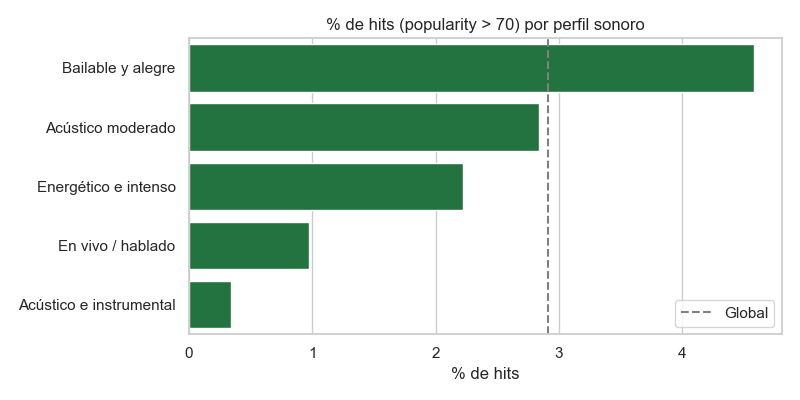 % de hits (popularity > 70) por perfil sonoro
Bailable y alegre
Acústico moderado
Energético e intenso
En vivo / hablado
Acústico e instrumental
Global
0 1 2 3 4
% de hits